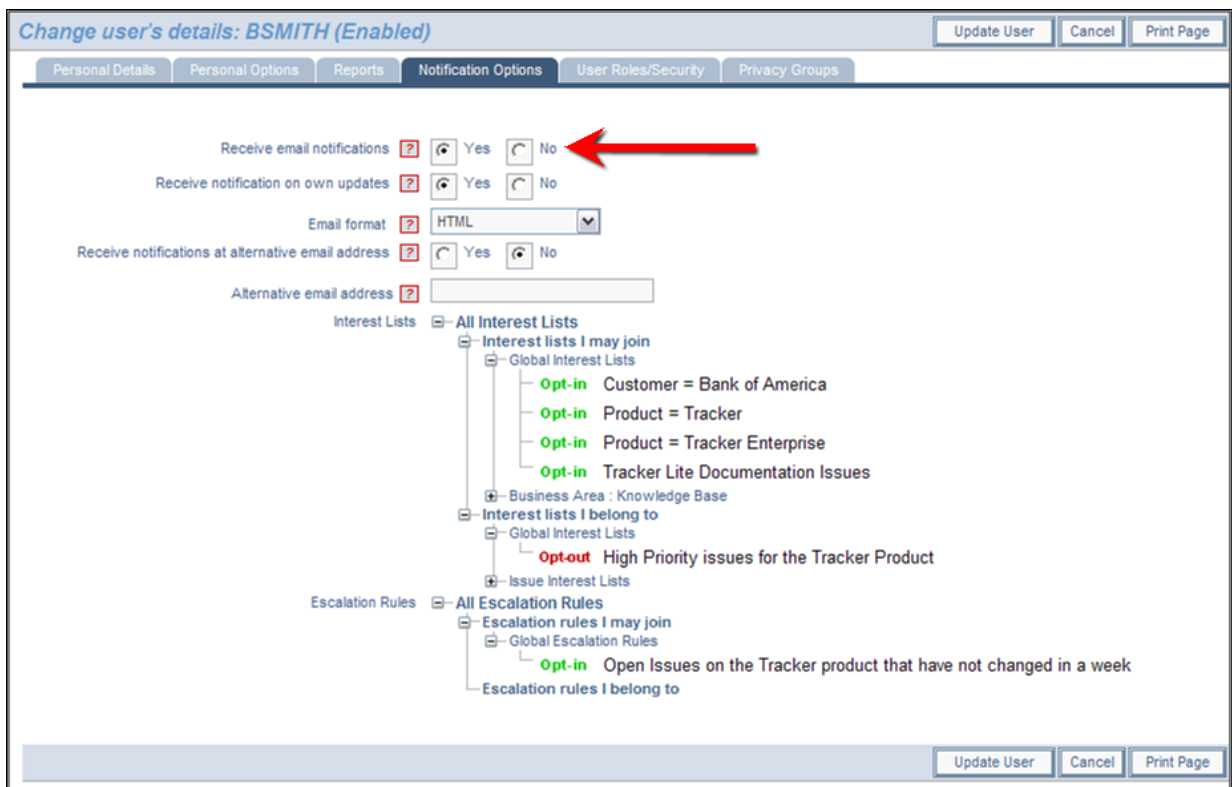 Change user's details: BSMITH (Enabled) Update User Cancel Print Page
Personal Details Personal Options Reports Notification Options User Roles/Security Privacy Groups
Receive email notifications ? Yes No
Receive notification on own updates ? Yes No
Email format ? HTML
Receive notifications at alternative email address ? Yes No
Alternative email address ?
Interest Lists All Interest Lists
Interest lists I may join
Global Interest Lists
Opt-in Customer = Bank of America
Opt-in Product = Tracker
Opt-in Product = Tracker Enterprise
Opt-in Tracker Lite Documentation Issues
Business Area : Knowledge Base
Interest lists I belong to
Global Interest Lists
Opt-out High Priority issues for the Tracker Product
Issue Interest Lists
Escalation Rules All Escalation Rules
Escalation rules I may join
Global Escalation Rules
Opt-in Open Issues on the Tracker product that have not changed in a week
Escalation rules I belong to
Update User Cancel Print Page